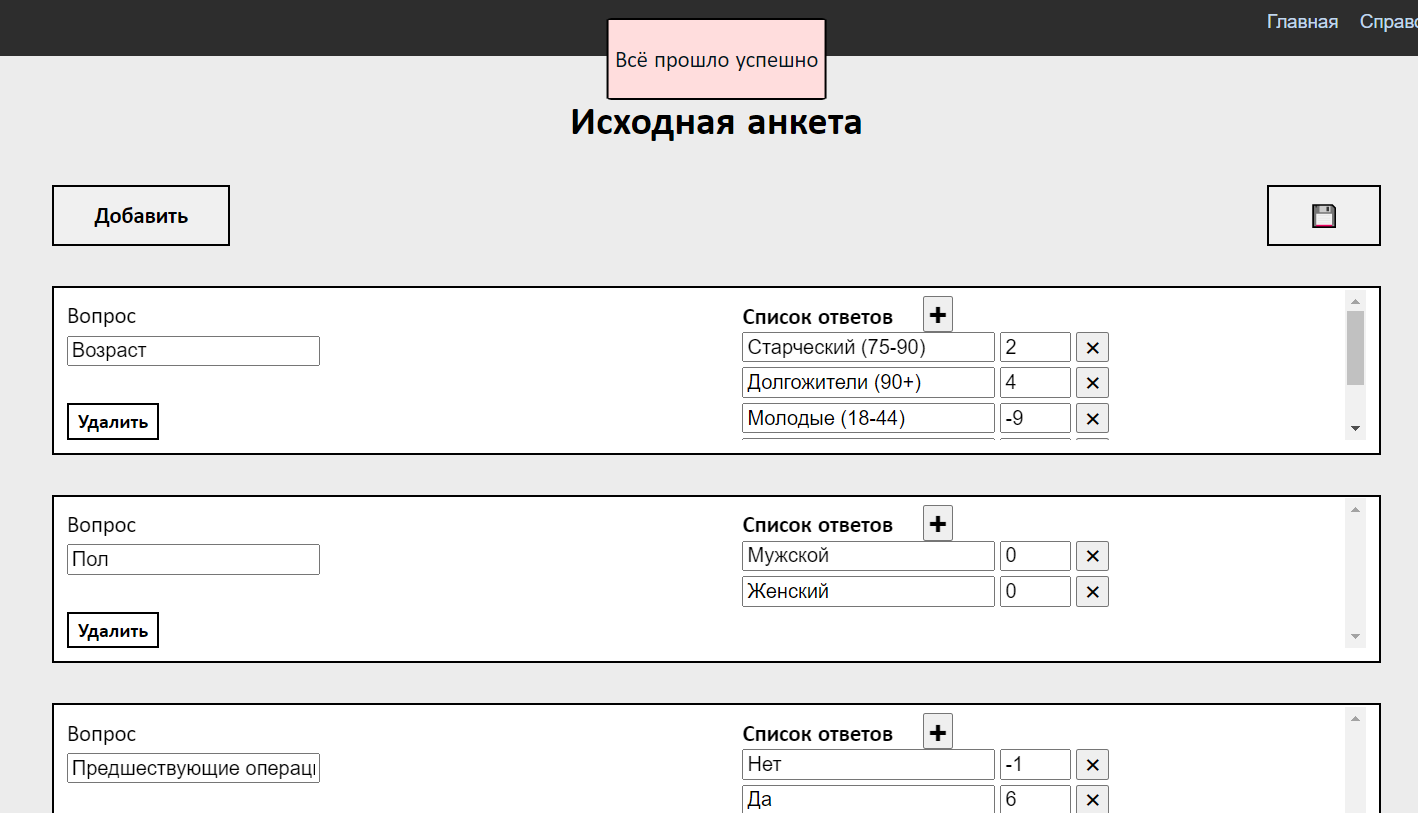 Главная Справо
Всё прошло успешно
Исходная анкета
Добавить
Вопрос
Возраст
Удалить
Список ответов +
Старческий (75-90) 2 ✕
Долгожители (90+) 4 ✕
Молодые (18-44) -9 ✕
Вопрос
Пол
Удалить
Список ответов +
Мужской 0 ✕
Женский 0 ✕
Вопрос
Предшествующие операц
Список ответов +
Нет -1 ✕
Да 6 ✕